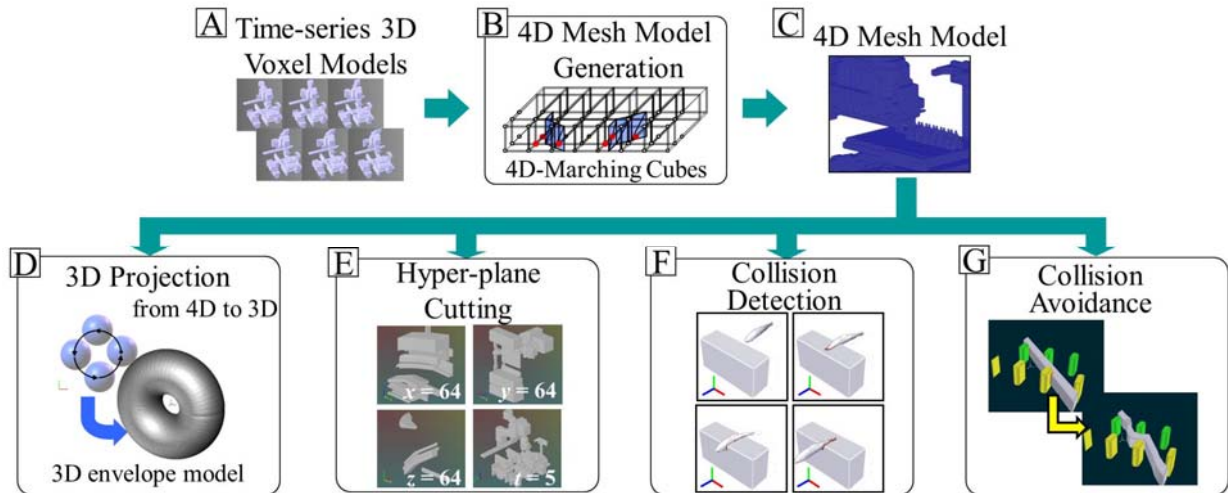 A Time-series 3D
Voxel Models
B 4D Mesh Model
Generation
4D-Marching Cubes
C 4D Mesh Model
D 3D Projection
from 4D to 3D
3D envelope model
E Hyper-plane
Cutting
x = 64
y = 64
z = 64
t = 5
F Collision
Detection
G Collision
Avoidance